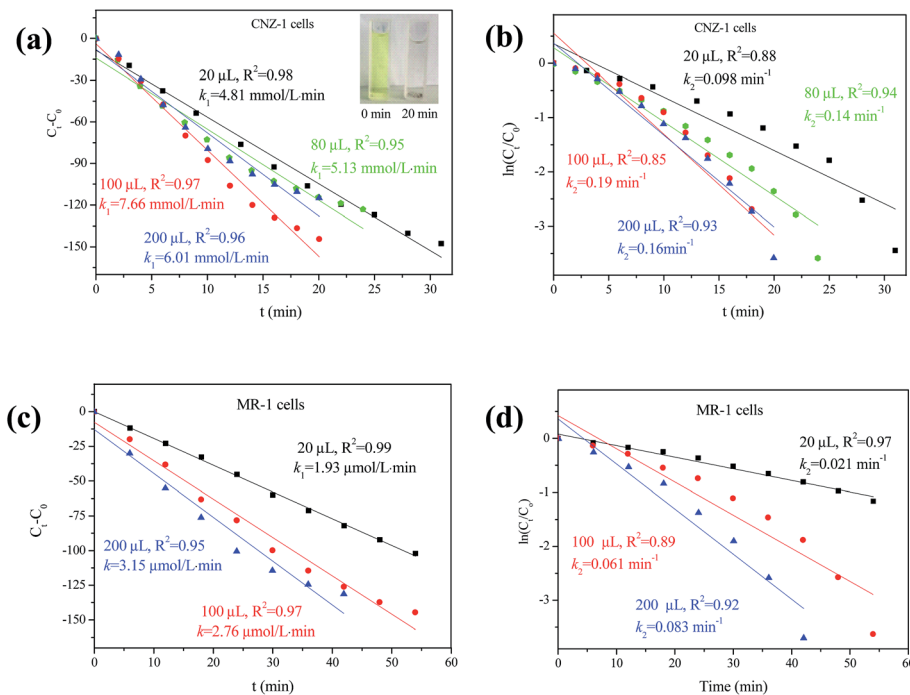 (a)
CNZ-1 cells
0
-30
-60
-90
-120
-150
Ct-C0
0 5 10 15 20 25 30
t (min)
20 μL, R²=0.98
k1=4.81 mmol/L·min
80 μL, R²=0.95
k1=5.13 mmol/L·min
100 μL, R²=0.97
k1=7.66 mmol/L·min
200 μL, R²=0.96
k1=6.01 mmol/L·min
0 min 20 min
(b)
CNZ-1 cells
1
0
-1
-2
-3
ln(Ct/C0)
0 5 10 15 20 25 30
t (min)
20 μL, R²=0.88
k2=0.098 min⁻¹
80 μL, R²=0.94
k2=0.14 min⁻¹
100 μL, R²=0.85
k2=0.19 min⁻¹
200 μL, R²=0.93
k2=0.16min⁻¹
(c)
MR-1 cells
0
-25
-50
-75
-100
-125
-150
Ct-C0
0 10 20 30 40 50 60
t (min)
20 μL, R²=0.99
k1=1.93 μmol/L·min
200 μL, R²=0.95
k=3.15 μmol/L·min
100 μL, R²=0.97
k=2.76 μmol/L·min
(d)
MR-1 cells
1
0
-1
-2
-3
ln(Ct/Co)
0 10 20 30 40 50 60
Time (min)
20 μL, R²=0.97
k2=0.021 min⁻¹
100 μL, R²=0.89
k2=0.061 min⁻¹
200 μL, R²=0.92
k2=0.083 min⁻¹